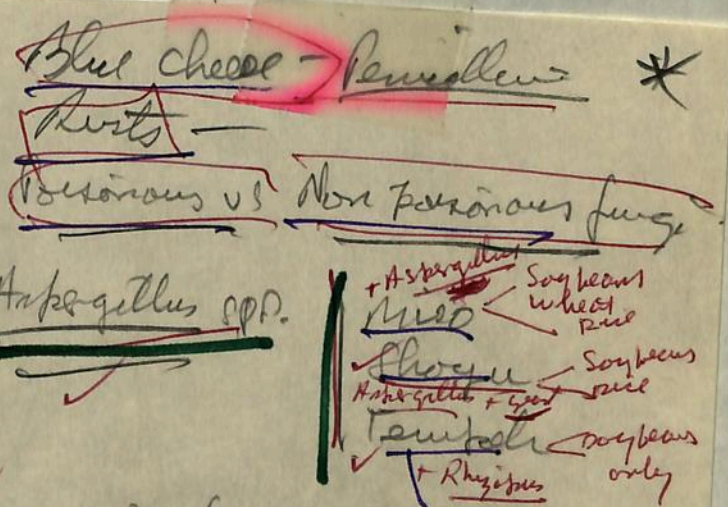 Blue cheese - Penicillium
Rusts —
Poisonous vs Non poisonous fungi
Aspergillus spp.
+ Aspergillus
Miso
Soybeans
wheat
rice
Shoyu
Soybeans
rice
Aspergillus + yeast
Tempeh
soybeans
only
+ Rhizopus